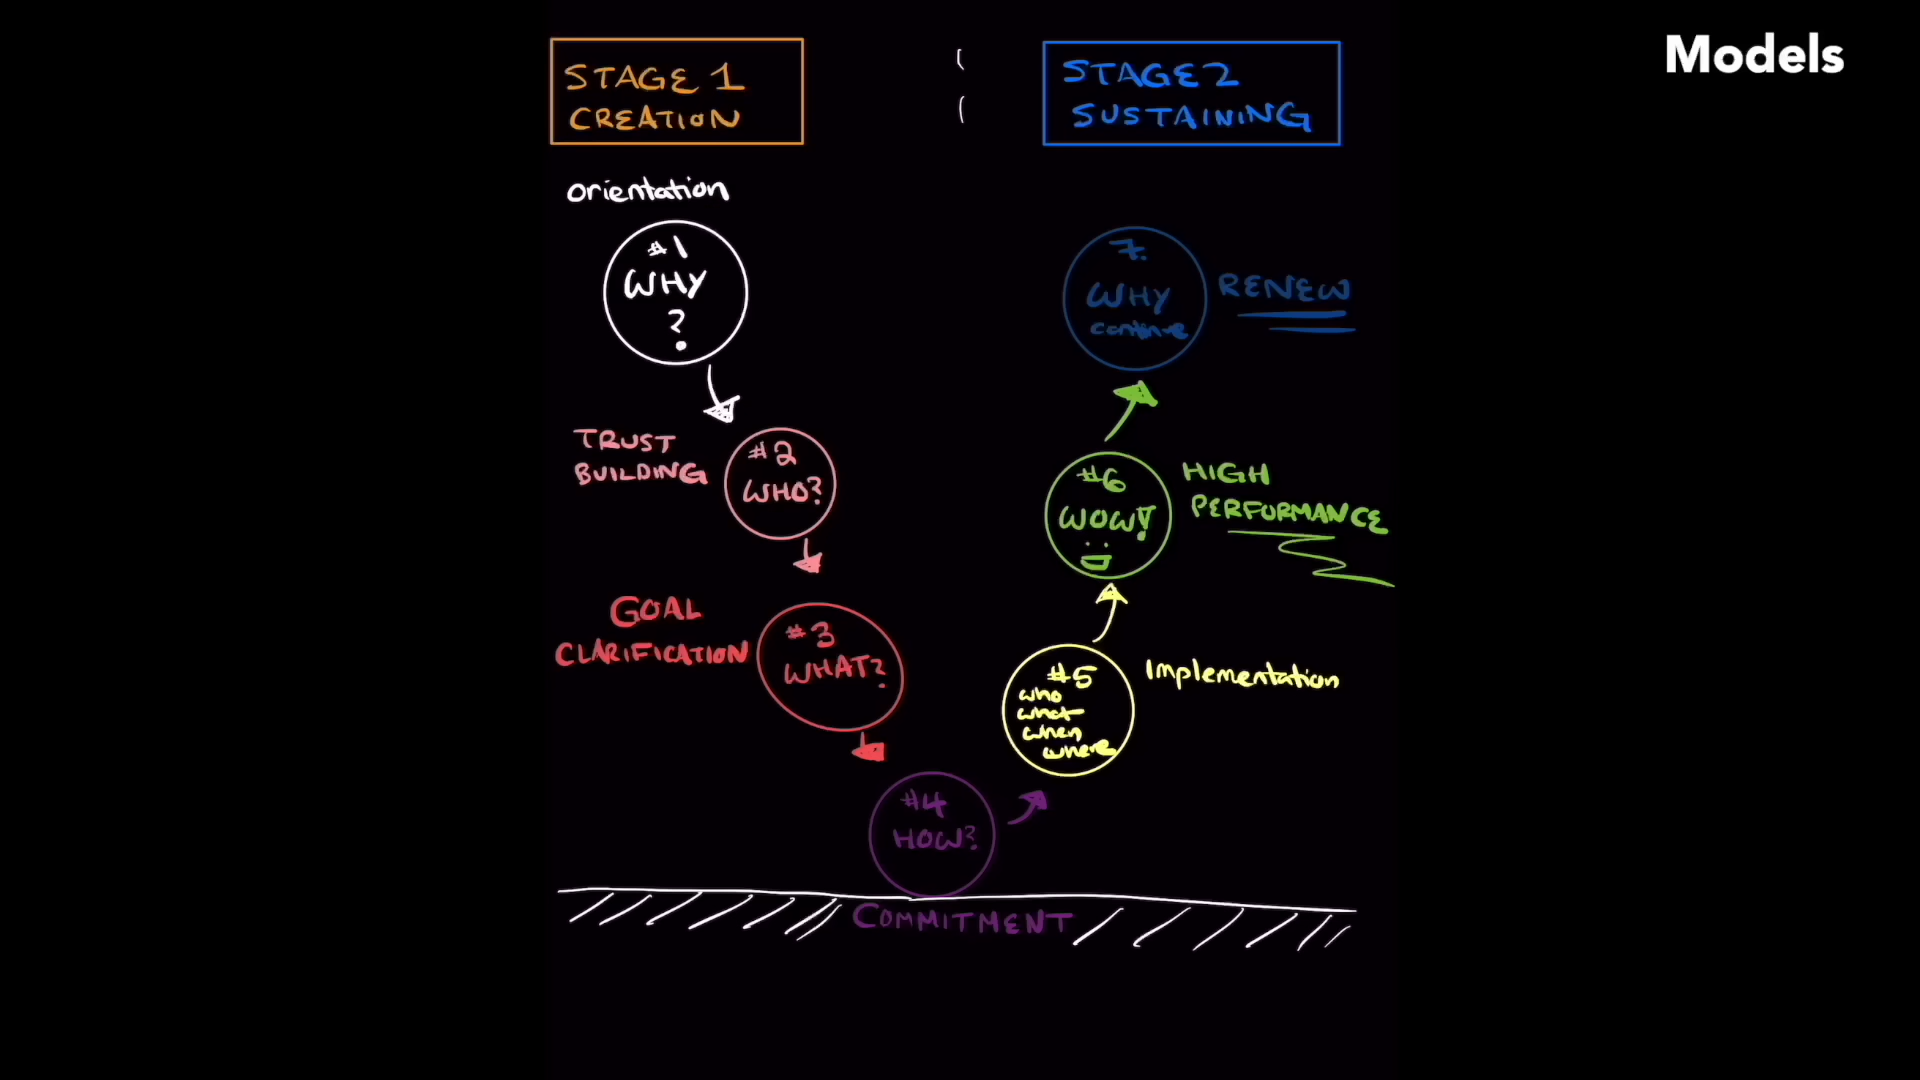 Models
STAGE 1
CREATION
STAGE 2
SUSTAINING
Orientation
#1
WHY
?
TRUST
BUILDING
#2
WHO?
GOAL
CLARIFICATION
#3
WHAT?
#4
HOW?
COMMITMENT
#5
who
what
when
where
Implementation
#6
WOW!
HIGH
PERFORMANCE
7.
WHY
continue
RENEW